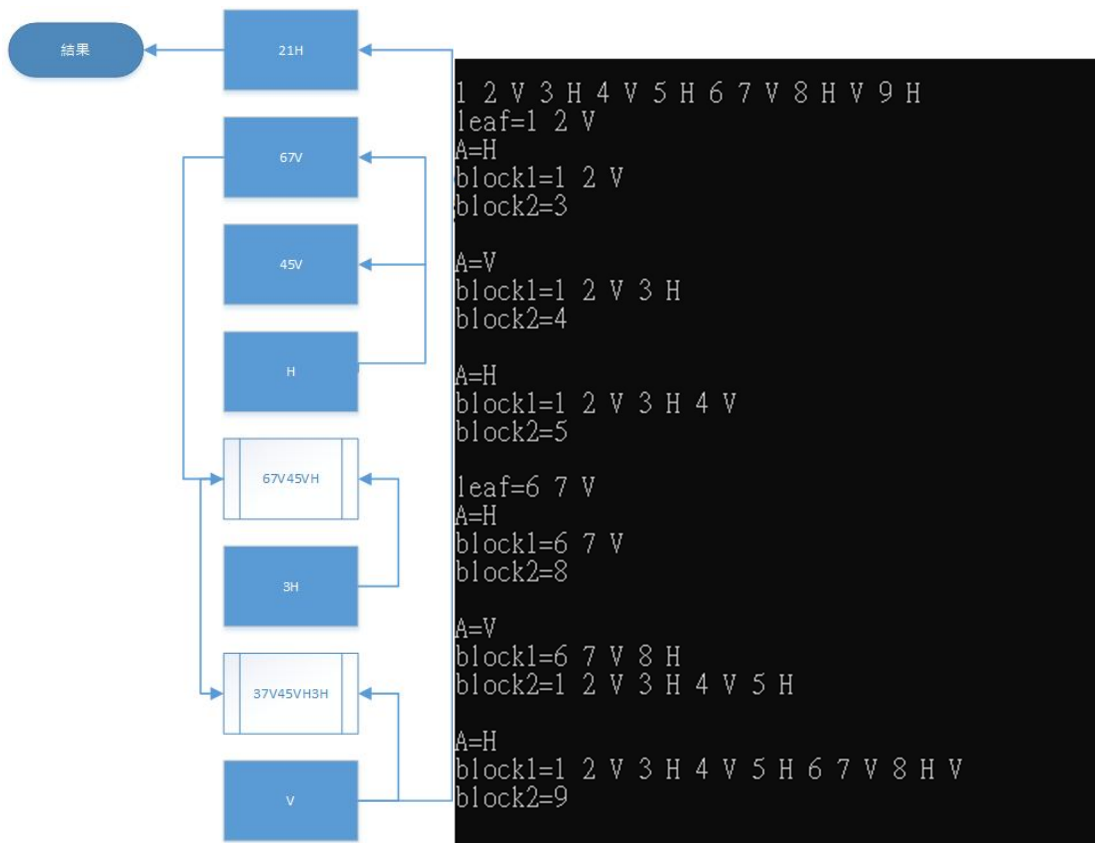 結果
21H
67V
45V
H
67V45VH
3H
37V45VH3H
V
1 2 V 3 H 4 V 5 H 6 7 V 8 H V 9 H
leaf=1 2 V
A=H
block1=1 2 V
block2=3
A=V
block1=1 2 V 3 H
block2=4
A=H
block1=1 2 V 3 H 4 V
block2=5
leaf=6 7 V
A=H
block1=6 7 V
block2=8
A=V
block1=6 7 V 8 H
block2=1 2 V 3 H 4 V 5 H
A=H
block1=1 2 V 3 H 4 V 5 H 6 7 V 8 H V
block2=9